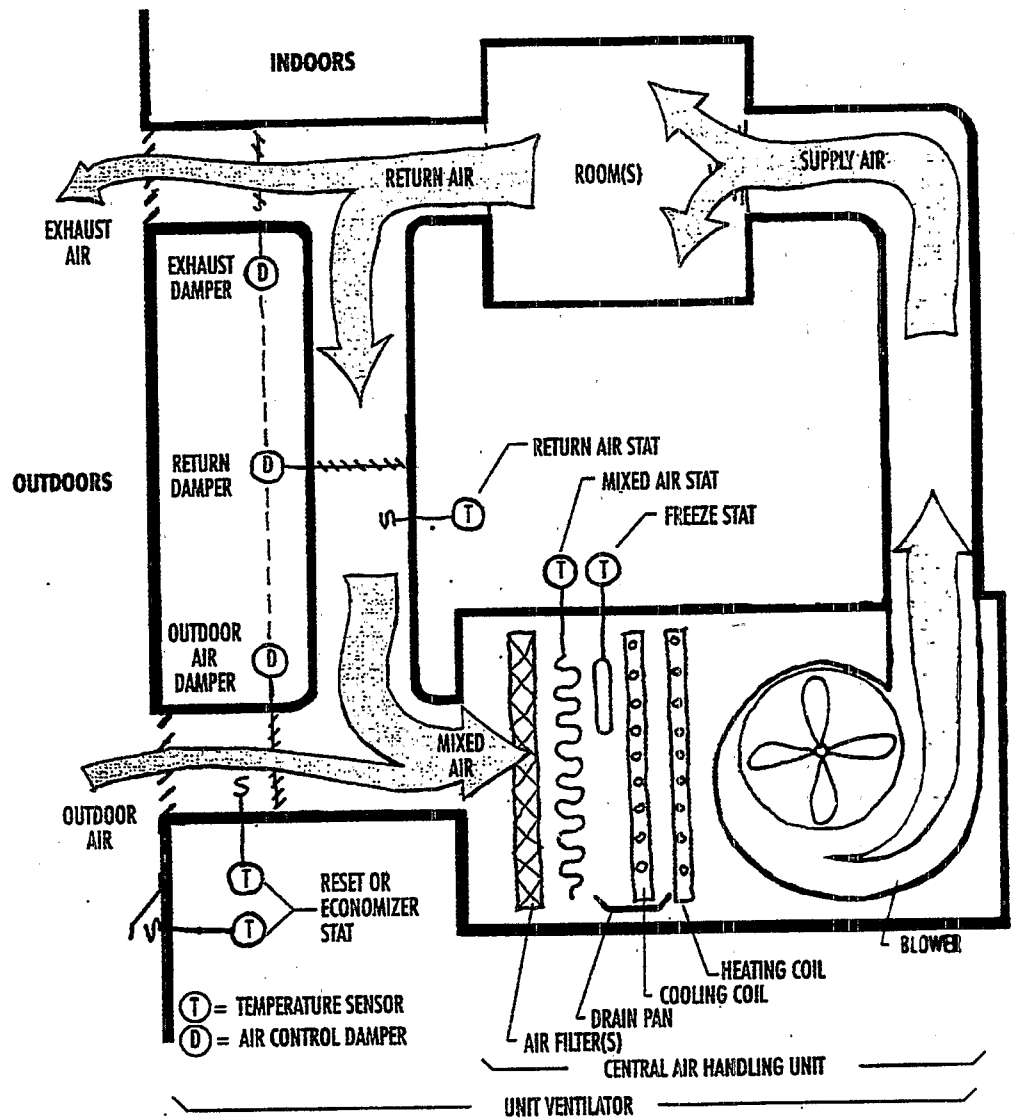 INDOORS
RETURN AIR
ROOM(S)
SUPPLY AIR
EXHAUST
AIR
EXHAUST
DAMPER
D
OUTDOORS
RETURN
DAMPER
D
RETURN AIR STAT
MIXED AIR STAT
FREEZE STAT
T
T
T
OUTDOOR
AIR
DAMPER
D
MIXED
AIR
OUTDOOR
AIR
T
T
RESET OR
ECONOMIZER
STAT
BLOWER
HEATING COIL
COOLING COIL
DRAIN PAN
AIR FILTER(S)
T = TEMPERATURE SENSOR
D = AIR CONTROL DAMPER
CENTRAL AIR HANDLING UNIT
UNIT VENTILATOR